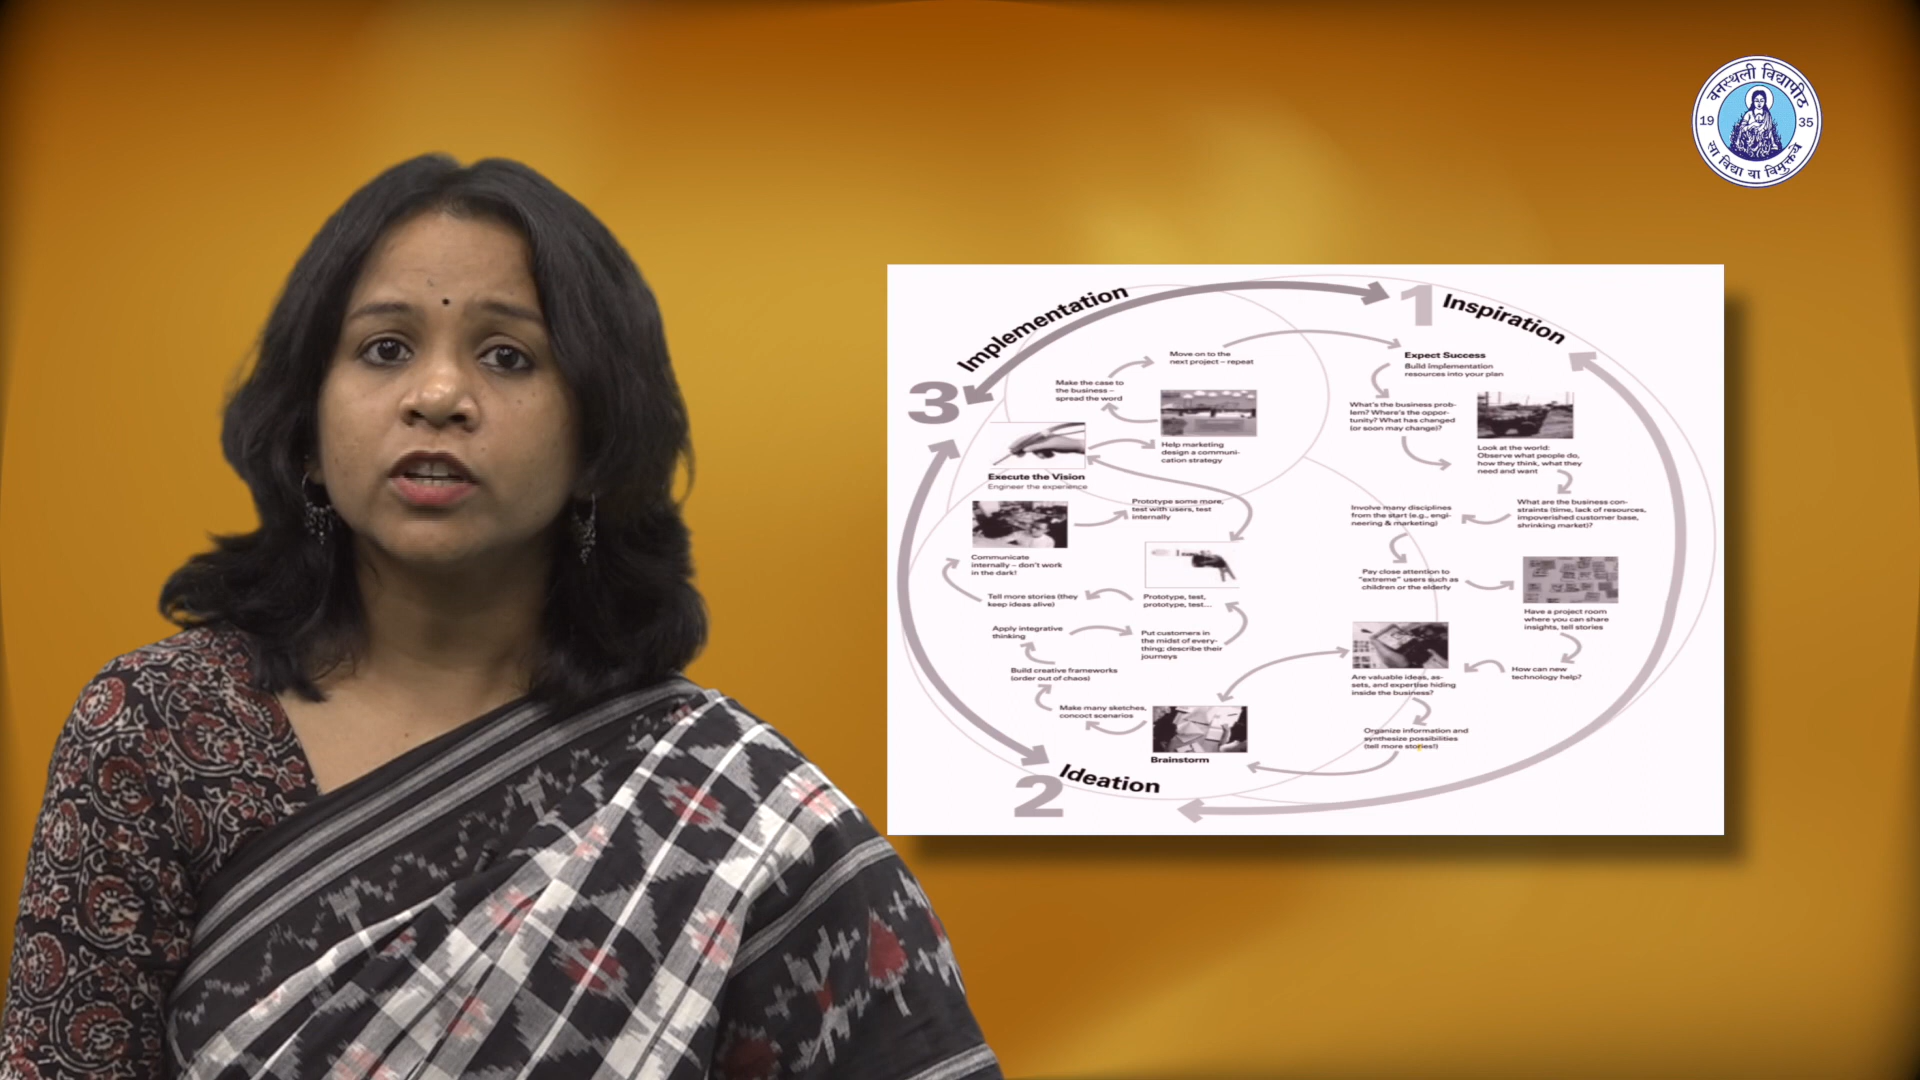 वनस्थली विद्यापीठ
19 35
सा विद्या या विमुक्तये
1
Inspiration
Expect Success
Build implementation
resources into your plan
What's the business prob-
lem? Where's the oppor-
tunity? What has changed
(or soon may change)?
Look at the world:
Observe what people do,
how they think, what they
need and want
What are the business con-
straints (time, lack of resources,
impoverished customer base,
shrinking market)?
Involve many disciplines
from the start (e.g., engi-
neering & marketing)
Pay close attention to
"extreme" users such as
children or the elderly
Have a project room
where you can share
insights, tell stories
How can new
technology help?
Are valuable ideas, as-
sets, and expertise hiding
inside the business?
Organize information and
synthesize possibilities
(tell more stories!)
2
Ideation
Brainstorm
Make many sketches,
concoct scenarios
Build creative frameworks
(order out of chaos)
Apply integrative
thinking
Put customers in
the midst of every-
thing; describe their
journeys
Prototype, test,
prototype, test...
Tell more stories (they
keep ideas alive)
Communicate
internally – don't work
in the dark!
Prototype some more,
test with users, test
internally
3
Implementation
Execute the Vision
Engineer the experience
Help marketing
design a communi-
cation strategy
Make the case to
the business –
spread the word
Move on to the
next project – repeat